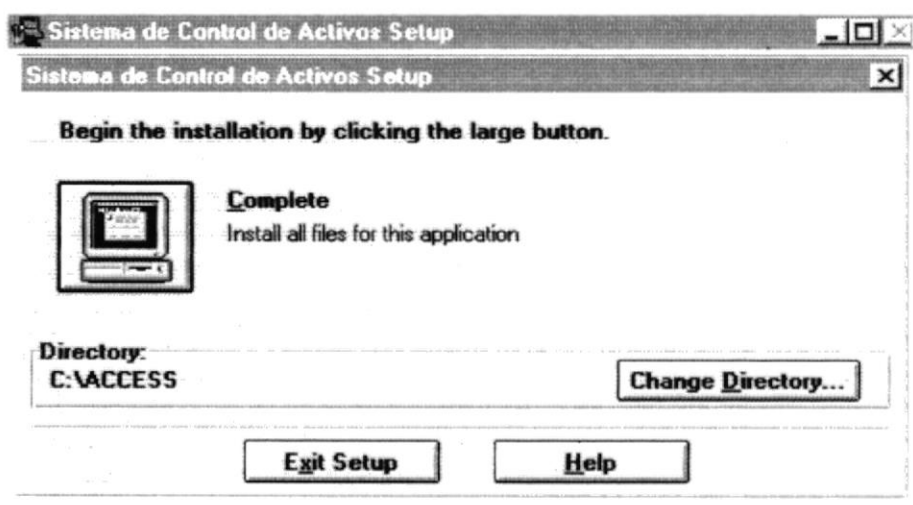 Sistema de Control de Activos Setup
Sistema de Control de Activos Setup
Begin the installation by clicking the large button.
Complete
Install all files for this application
Directory:
C:\ACCESS
Change Directory...
Exit Setup
Help